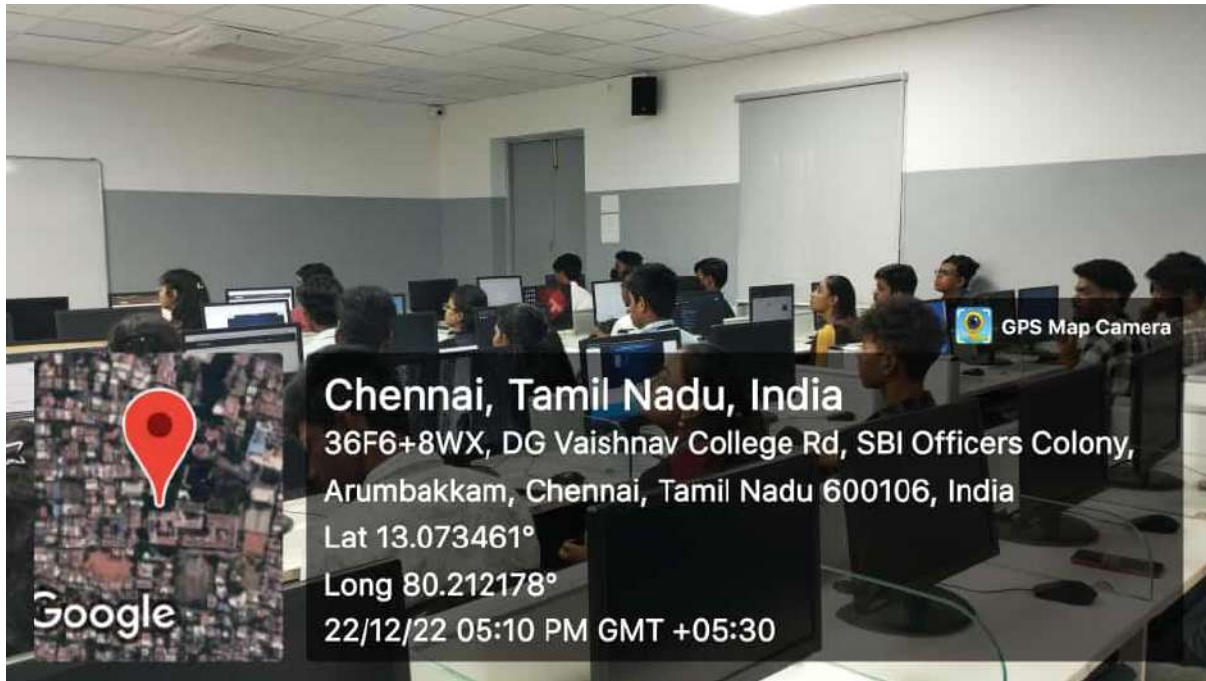 GPS Map Camera
Chennai, Tamil Nadu, India
36F6+8WX, DG Vaishnav College Rd, SBI Officers Colony,
Arumbakkam, Chennai, Tamil Nadu 600106, India
Lat 13.073461°
Long 80.212178°
22/12/22 05:10 PM GMT +05:30
Google